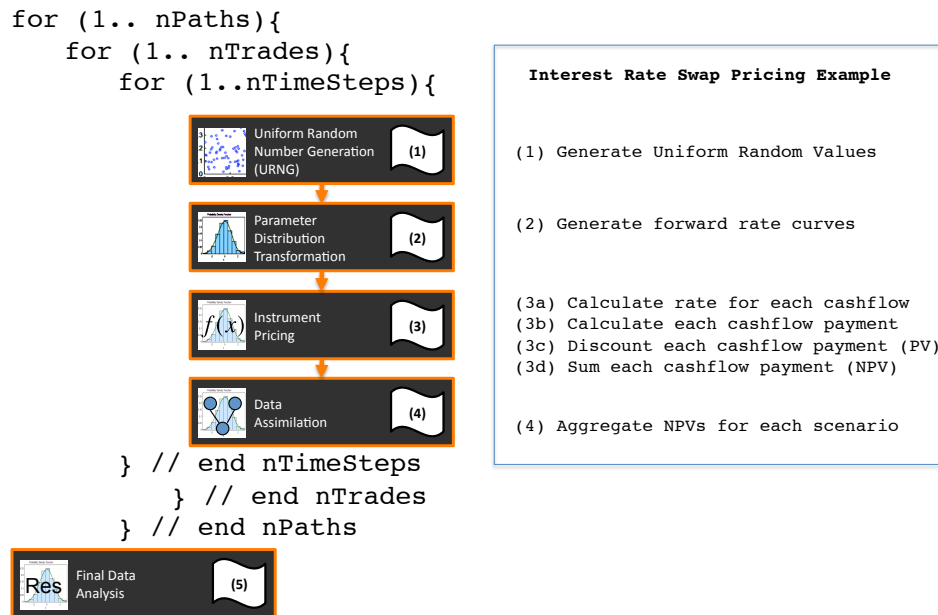 for (1.. nPaths){
for (1.. nTrades){
for (1..nTimeSteps){
Uniform Random
Number Generation
(URNG)
(1)
Parameter
Distribution
Transformation
(2)
f(x)
Instrument
Pricing
(3)
Data
Assimilation
(4)
} // end nTimeSteps
} // end nTrades
} // end nPaths
Res
Final Data
Analysis
(5)
Interest Rate Swap Pricing Example
(1) Generate Uniform Random Values
(2) Generate forward rate curves
(3a) Calculate rate for each cashflow
(3b) Calculate each cashflow payment
(3c) Discount each cashflow payment (PV)
(3d) Sum each cashflow payment (NPV)
(4) Aggregate NPVs for each scenario